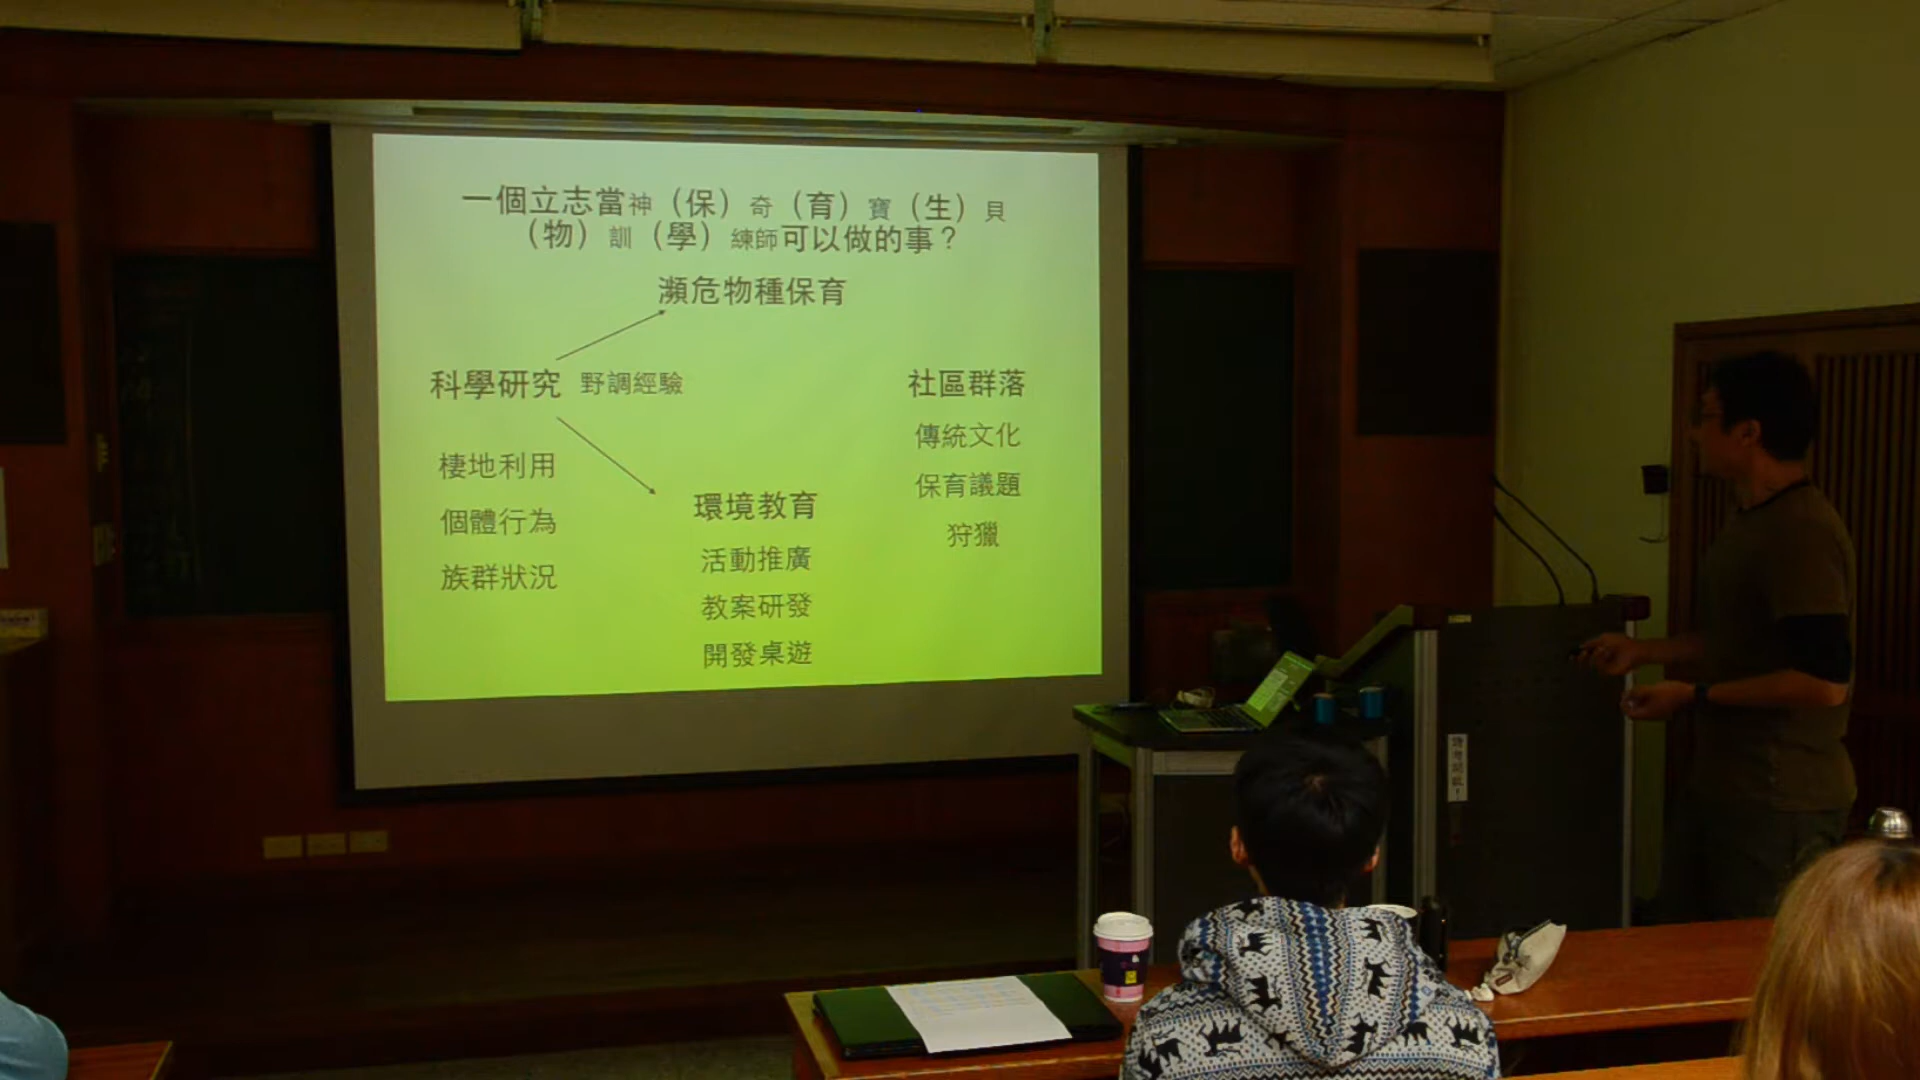 一個立志當神（保）奇（育）寶（生）貝
（物）訓（學）練師可以做的事？
瀕危物種保育
科學研究 野調經驗
棲地利用
個體行為
族群狀況
環境教育
活動推廣
教案研發
開發桌遊
社區群落
傳統文化
保育議題
狩獵